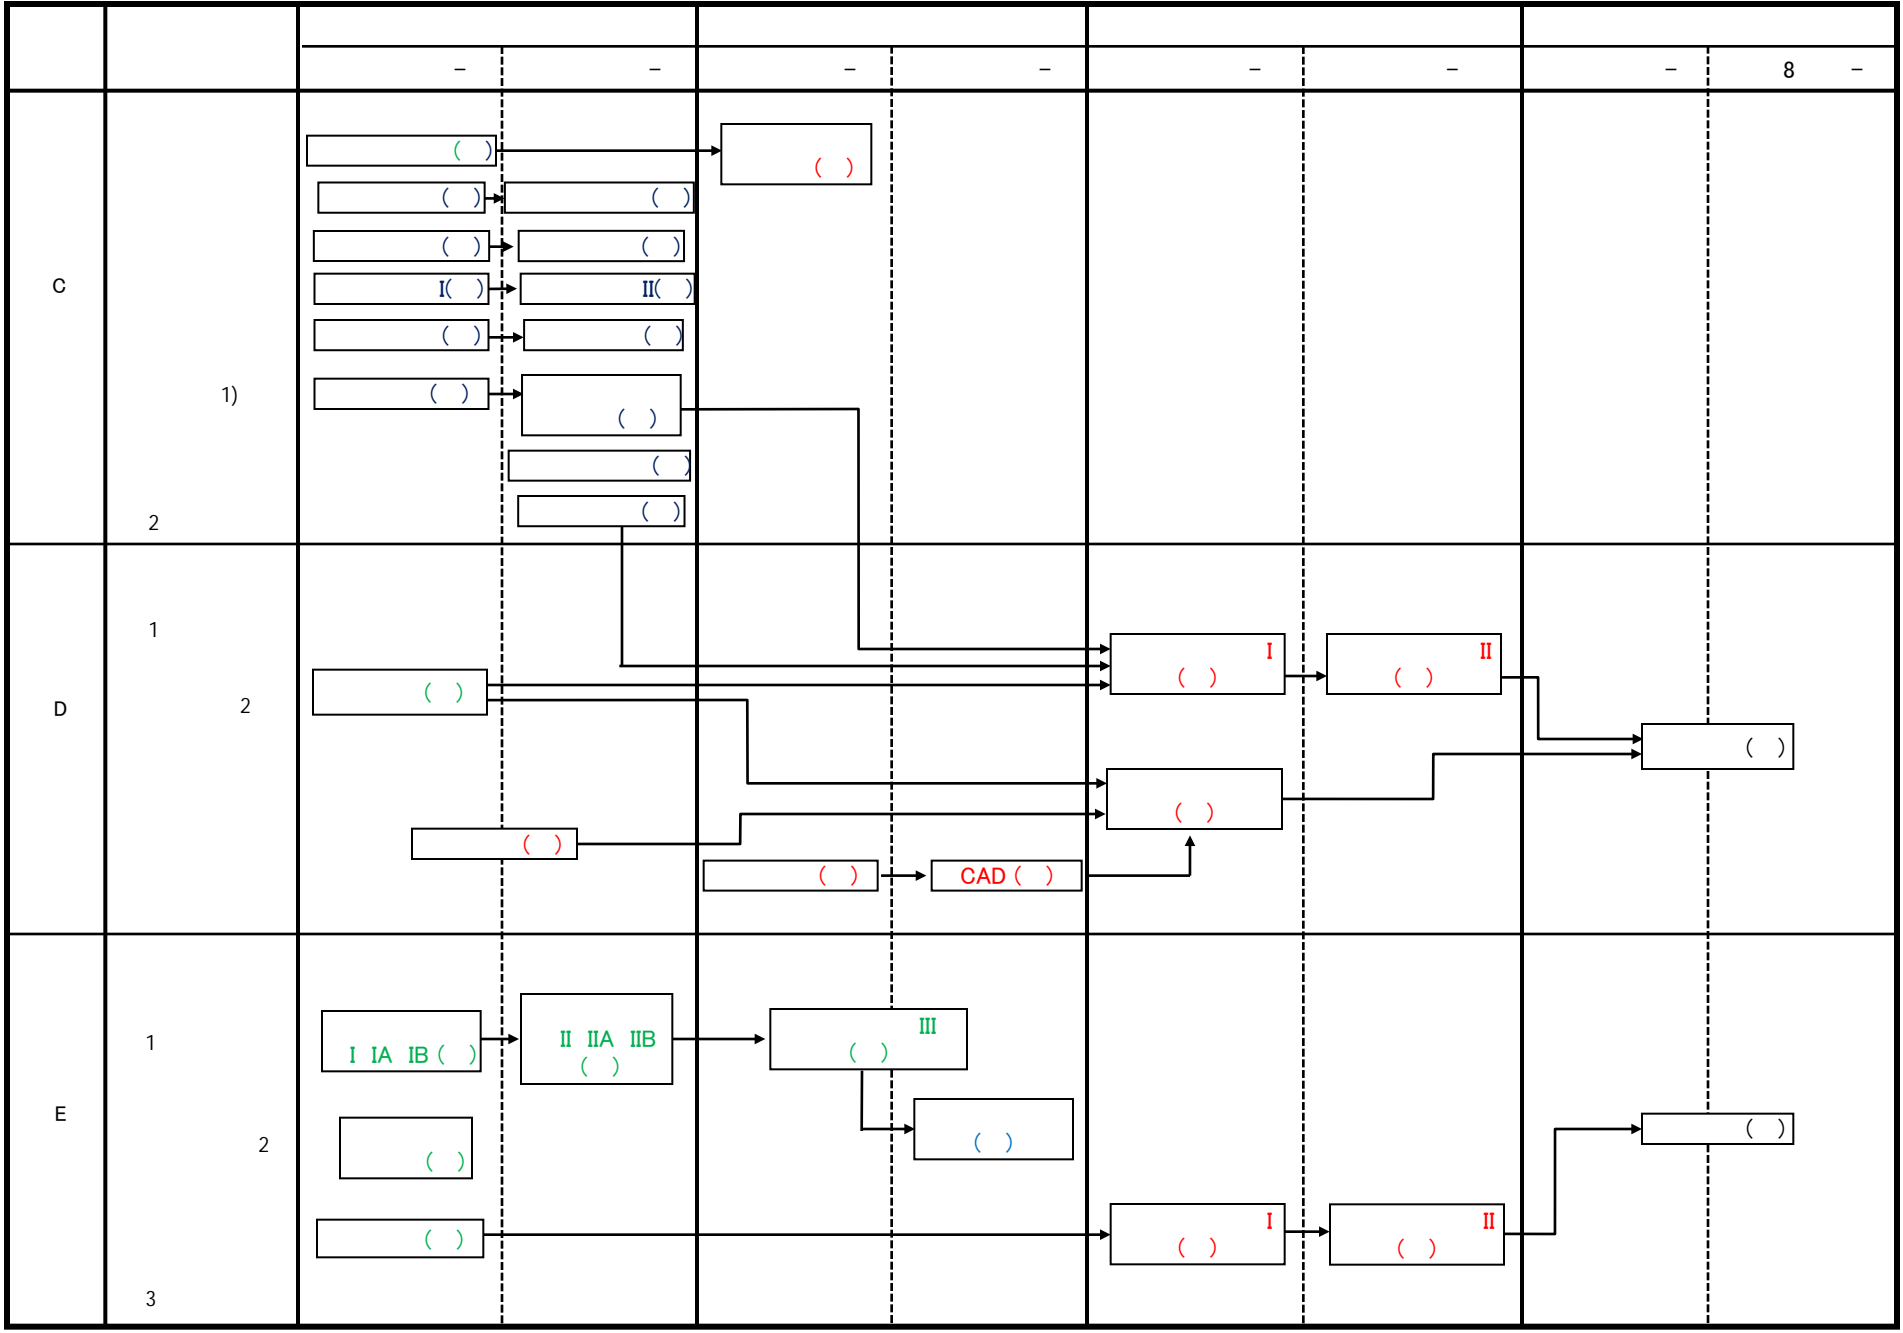 – – – – – – – 8 –
C
1)
2
( )
( )
( ) ( )
( ) ( )
I( ) II( )
( ) ( )
( )
( )
( )
( )
D
1
2
( )
I
( )
II
( )
( )
( )
( )
( ) CAD ( )
E
1
2
3
I IA IB ( )
II IIA IIB
( )
III
( )
( )
( )
( )
I
( )
II
( )
( )